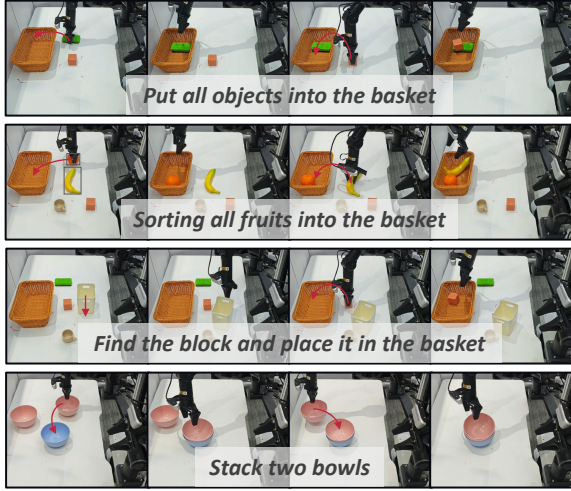 Put all objects into the basket
Sorting all fruits into the basket
Find the block and place it in the basket
Stack two bowls